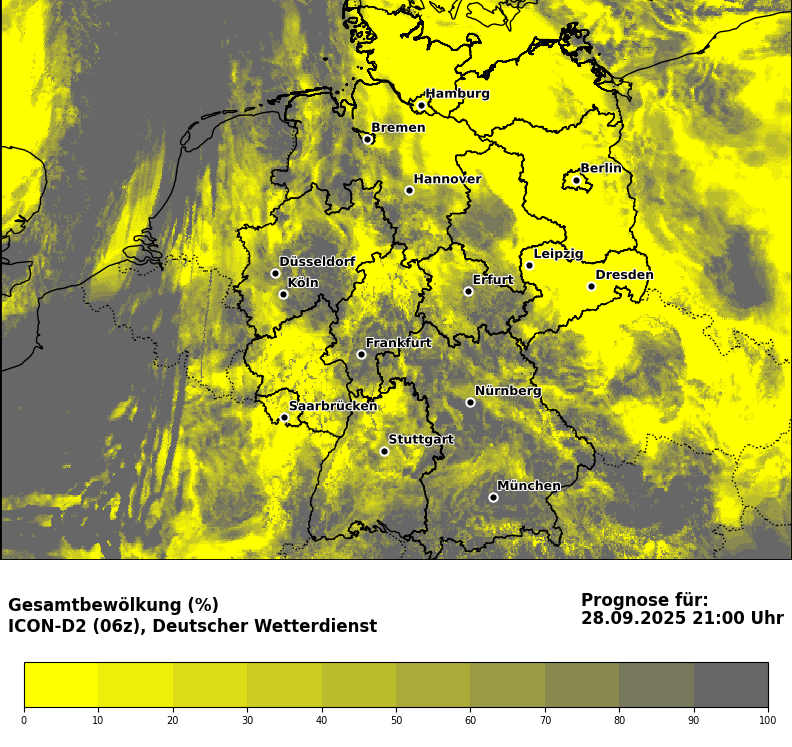 Hamburg
Bremen
Berlin
Hannover
Leipzig
Düsseldorf
Dresden
Köln
Erfurt
Frankfurt
Nürnberg
Saarbrücken
Stuttgart
München
Gesamtbewölkung (%)
ICON-D2 (06z), Deutscher Wetterdienst
Prognose für:
28.09.2025 21:00 Uhr
0 10 20 30 40 50 60 70 80 90 100